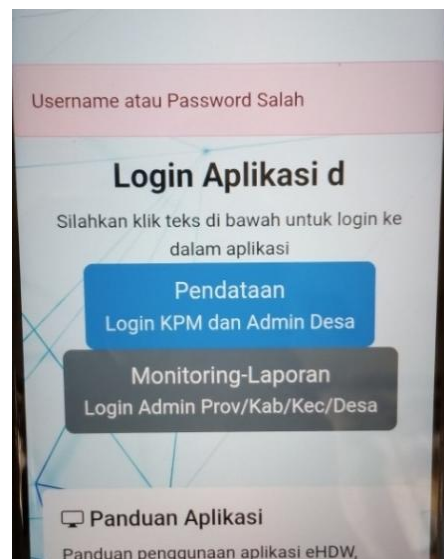 Username atau Password Salah
Login Aplikasi d
Silahkan klik teks di bawah untuk login ke
dalam aplikasi
Pendataan
Login KPM dan Admin Desa
Monitoring-Laporan
Login Admin Prov/Kab/Kec/Desa
Panduan Aplikasi
Panduan penggunaan aplikasi eHDW,